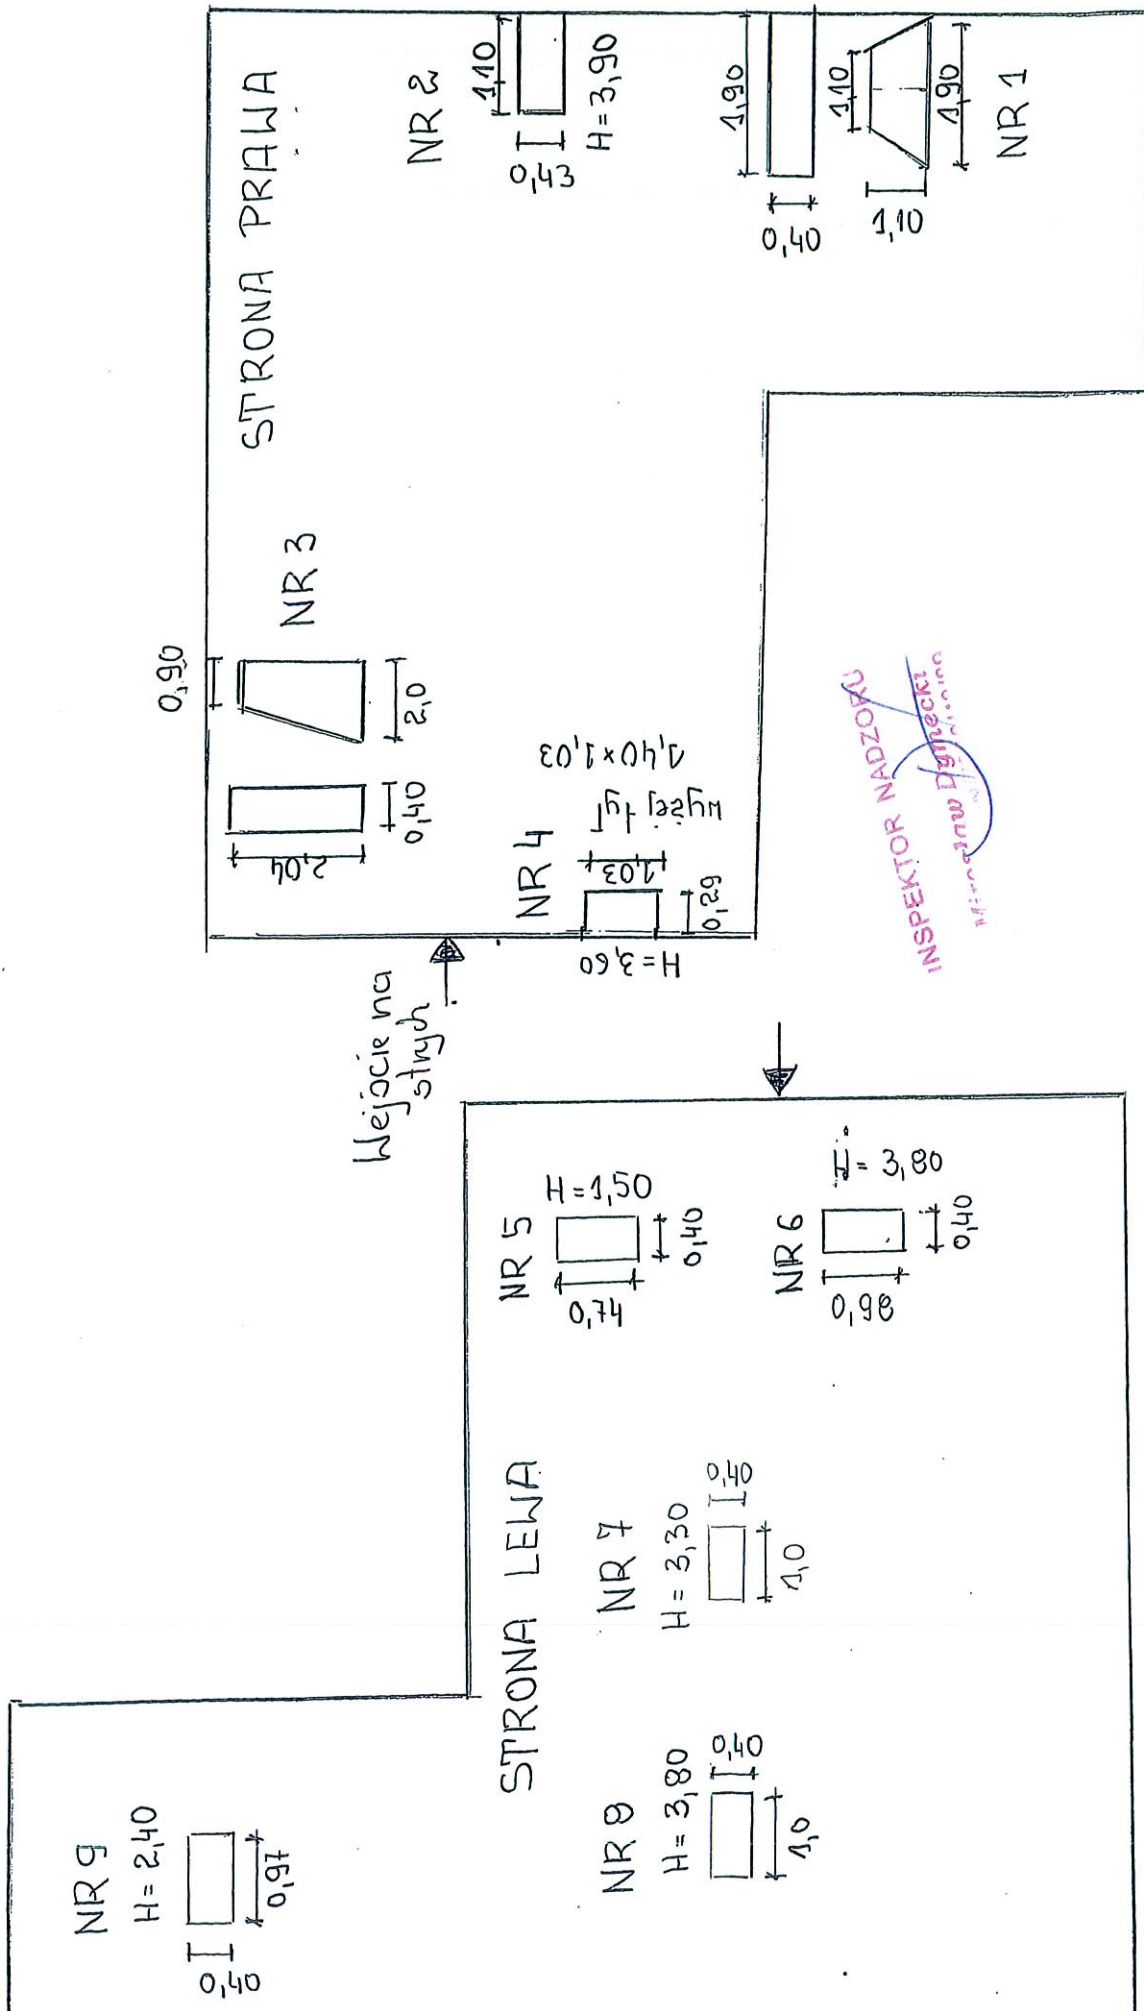 STRONA PRAWA
NR 2
1,10
0,43
H = 3,90
1,90
0,40
1,10
1,10
1,90
NR 1
0,90
NR 3
2,0
2,04
0,40
NR 4
wyżej tył
1,40 x 1,03
1,03
0,29
H = 3,60
Wejście na
strych
INSPEKTOR NADZORU
NR 5
H = 1,50
0,74
0,40
NR 6
H = 3,80
0,98
0,40
STRONA LEWA
NR 7
H = 3,30
0,40
1,0
NR 8
H = 3,80
0,40
1,0
NR 9
H = 2,40
0,97
0,40